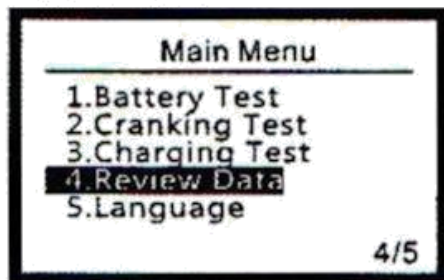 Main Menu
1.Battery Test
2.Cranking Test
3.Charging Test
4.Review Data
5.Language
4/5